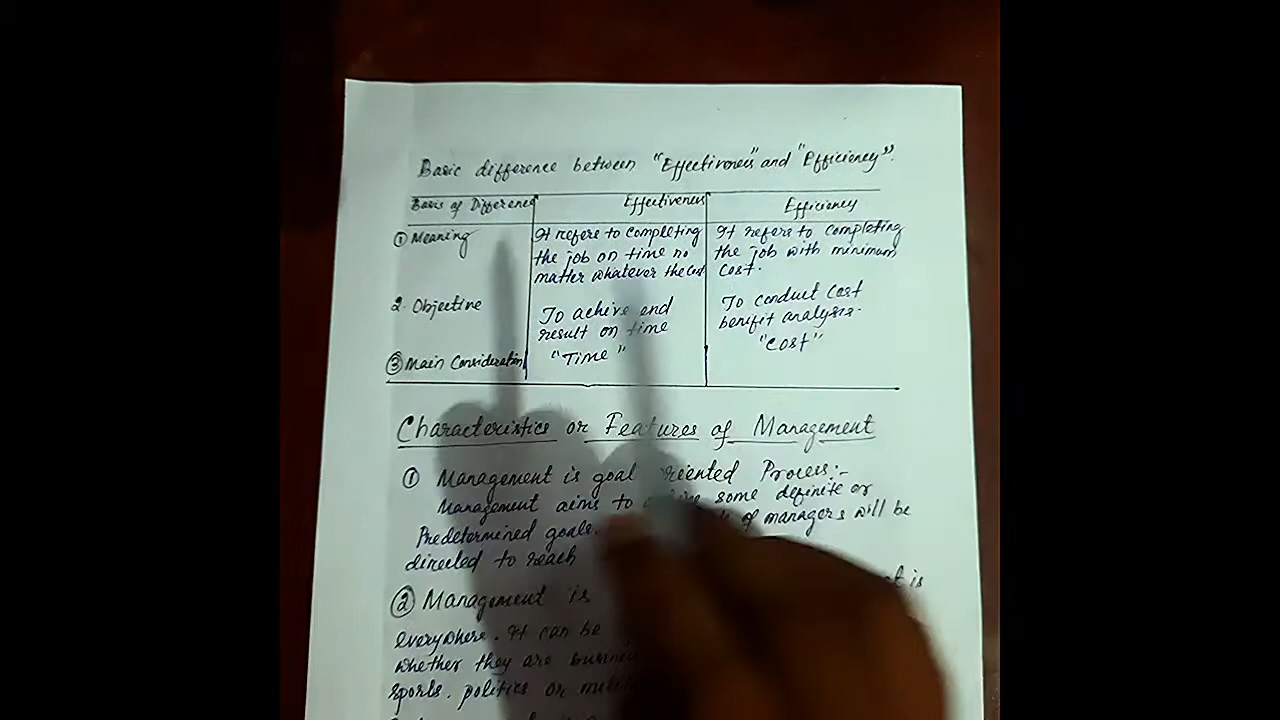 Basic difference between "Effectiveness" and "Efficiency".
Basis of Difference Effectiveness Efficiency
① Meaning
It refers to completing
the job on time no
matter whatever the cost
It refers to completing
the job with minimum
Cost.
2. Objective
To achive end
result on time
To conduct Cost
benifit analysis.
③ Main Consideration
"Time"
"Cost"
Characteristics or Features of Management
① Management is goal oriented Process:-
Management aims to some definite or
Predetermined goals. of managers will be
directed to reach
② Management is is
everywhere. It can be
whether they are
sports, politics or